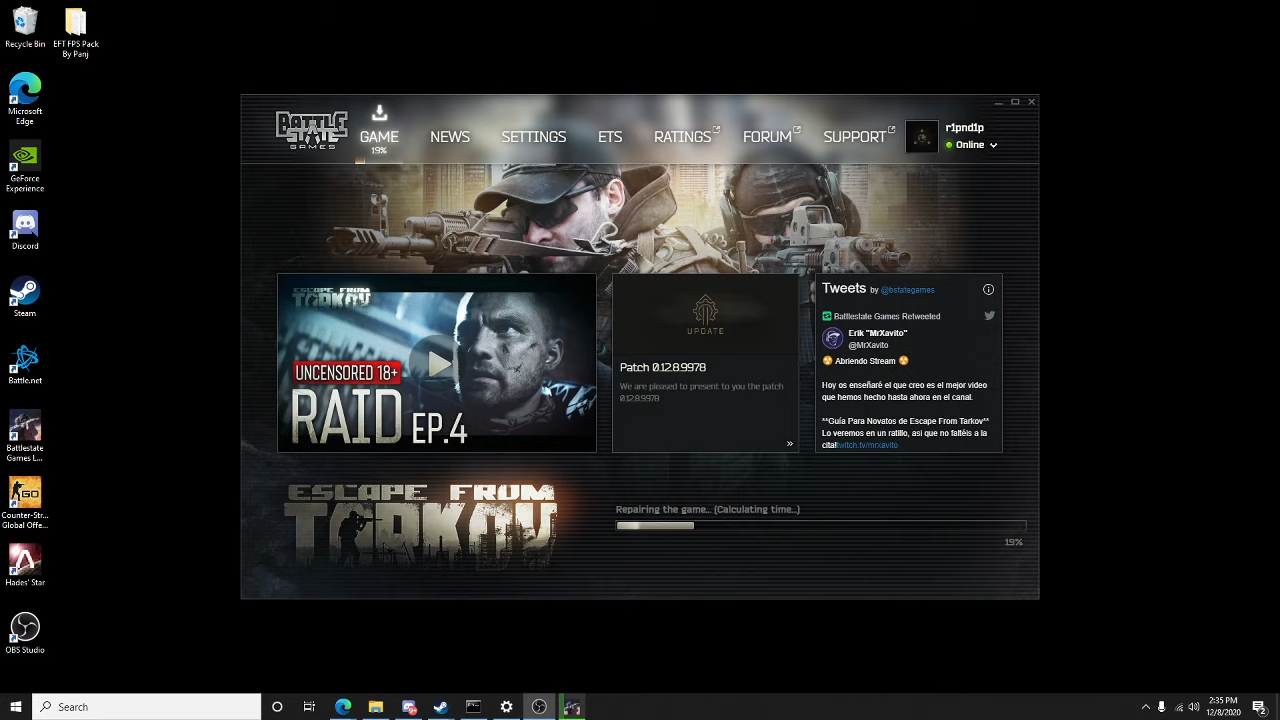 Recycle Bin
EFT FPS Pack
By Panj
Microsoft
Edge
GeForce
Experience
Discord
Steam
Battle.net
Battlestate
Games L...
Counter-Str...
Global Offe...
Hades' Star
OBS Studio
BATTLE
STATE
GAMES
GAME
19%
NEWS
SETTINGS
ETS
RATINGS
FORUM
SUPPORT
r1pnd1p
Online
ESCAPE FROM
TARKOV
UNCENSORED 18+
RAID EP.4
UPDATE
Patch 0.12.8.9978
We are pleased to present to you the patch
0.12.8.9978
»
Tweets by @bstategames
Battlestate Games Retweeted
Erik "MrXavito"
@MrXavito
Abriendo Stream
Hoy os enseñaré el que creo es el mejor video
que hemos hecho hasta ahora en el canal.
**Guía Para Novatos de Escape From Tarkov**
Lo veremos en un ratillo, asi que no faltéis a la
cita!twitch.tv/mrxavito
ESCAPE FROM
TARKOV
Repairing the game... (Calculating time...)
19%
Search
2:35 PM
12/8/2020
2